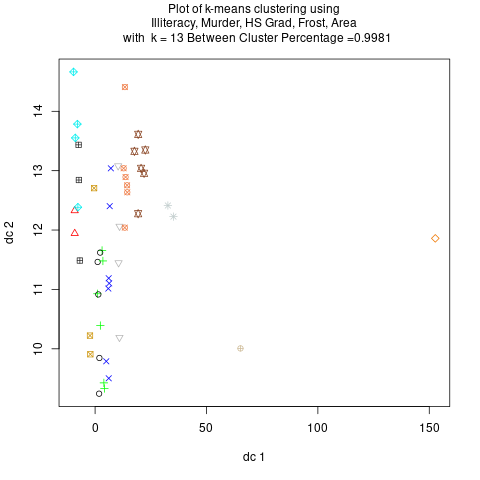 Plot of k-means clustering using
Illiteracy, Murder, HS Grad, Frost, Area
with  k = 13 Between Cluster Percentage =0.9981
14
13
12
11
10
dc 2
0
50
100
150
dc 1